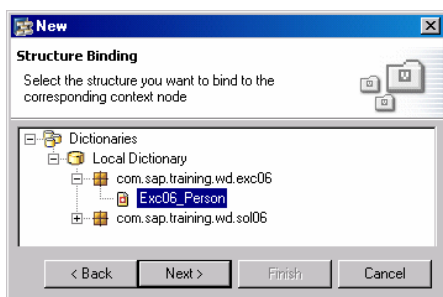 New
Structure Binding
Select the structure you want to bind to the
corresponding context node
Dictionaries
Local Dictionary
com.sap.training.wd.exc06
Exc06_Person
com.sap.training.wd.sol06
< Back Next > Finish Cancel